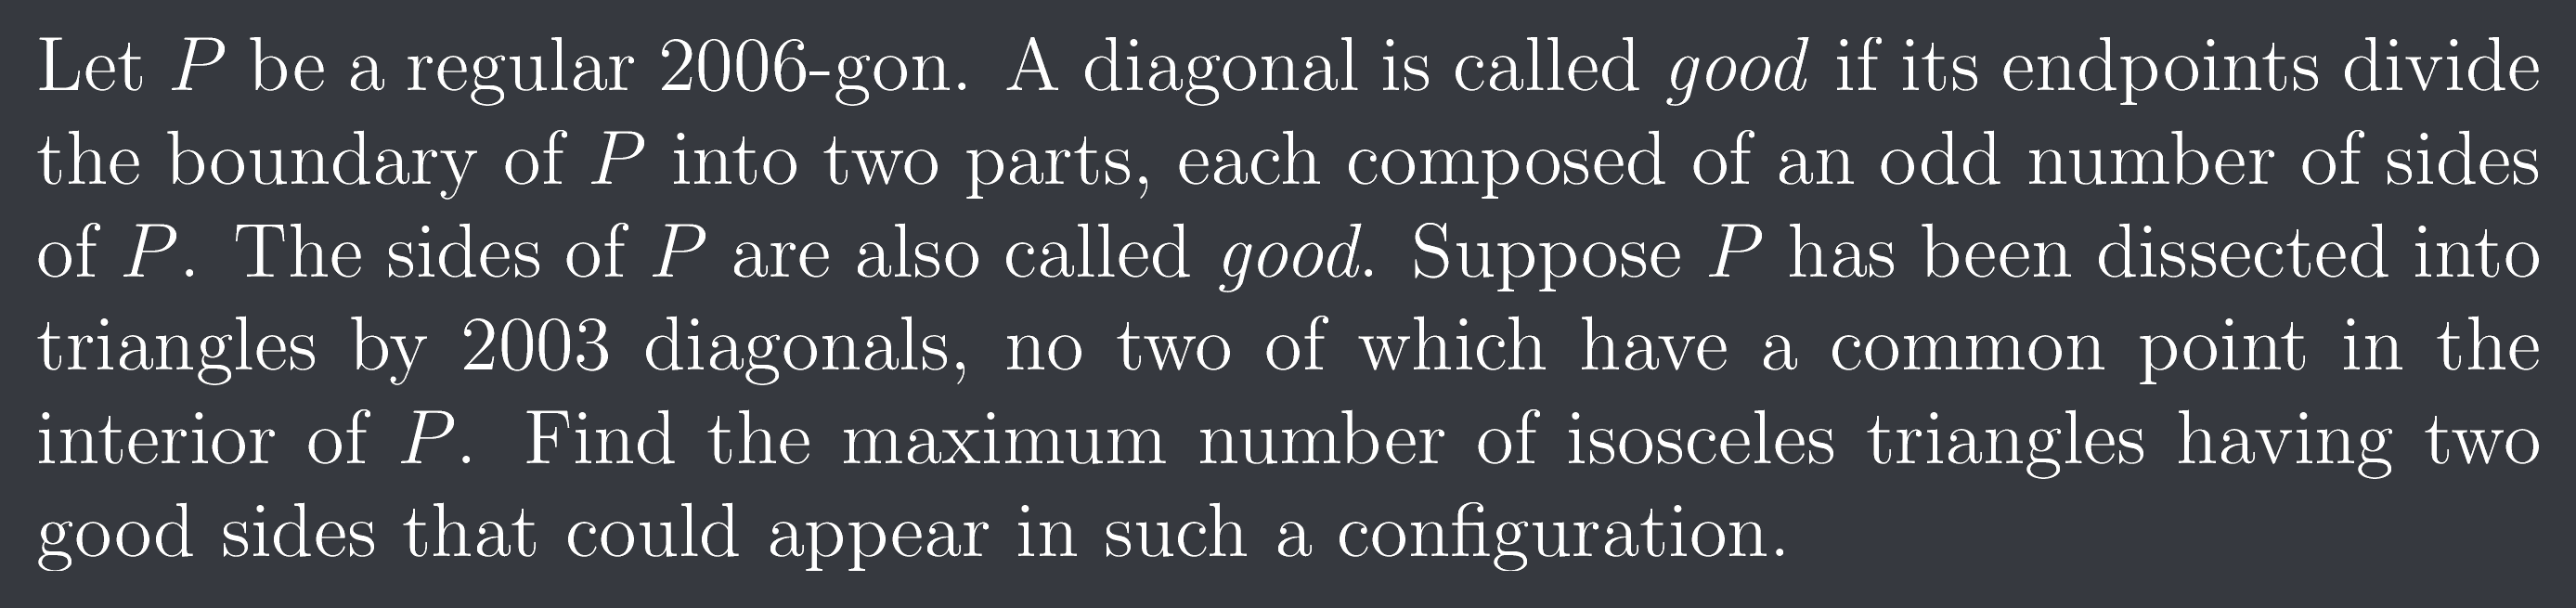 Let P be a regular 2006-gon. A diagonal is called good if its endpoints divide
the boundary of P into two parts, each composed of an odd number of sides
of P. The sides of P are also called good. Suppose P has been dissected into
triangles by 2003 diagonals, no two of which have a common point in the
interior of P. Find the maximum number of isosceles triangles having two
good sides that could appear in such a configuration.